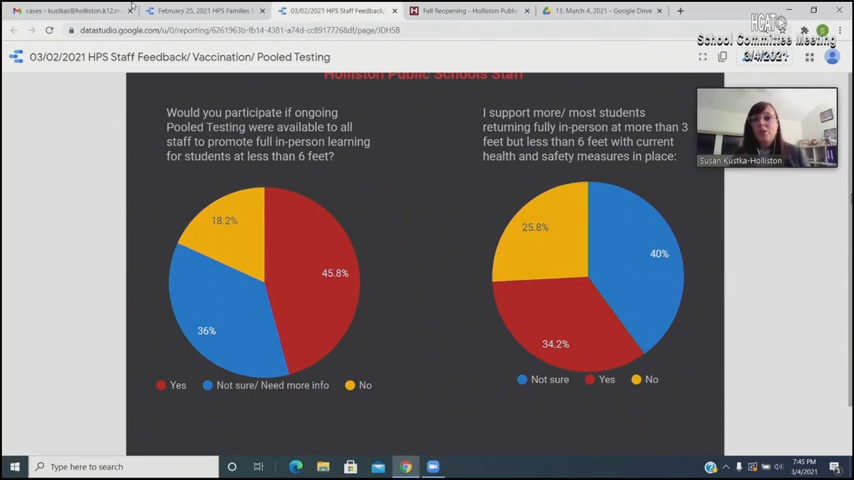 cases - kustkas@holliston.k12.m
February 25, 2021 HPS Families
03/02/2021 HPS Staff Feedback/
Fall Reopening - Holliston Public
13. March 4, 2021 - Google Drive
HCAT
datastudio.google.com/u/0/reporting/6261963b-fb14-4381-a74d-cc89177268df/page/JDH5B
School Committee Meeting
3/4/2021
03/02/2021 HPS Staff Feedback/ Vaccination/ Pooled Testing
Holliston Public Schools Staff
Would you participate if ongoing
Pooled Testing were available to all
staff to promote full in-person learning
for students at less than 6 feet?
I support more/ most students
returning fully in-person at more than 3
feet but less than 6 feet with current
health and safety measures in place:
Susan Kustka-Holliston
18.2%
45.8%
36%
25.8%
40%
34.2%
Yes
Not sure/ Need more info
No
Not sure
Yes
No
Type here to search
7:45 PM
3/4/2021